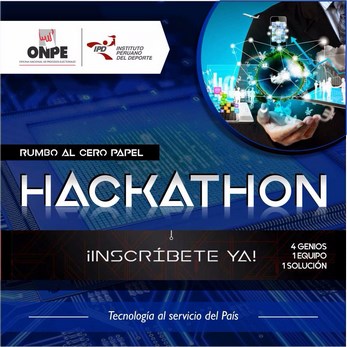 ONPE
IPD
INSTITUTO
PERUANO
DEL DEPORTE
RUMBO AL CERO PAPEL
HACKATHON
¡INSCRÍBETE YA!
4 GENIOS
1 EQUIPO
1 SOLUCIÓN
Tecnología al servicio del País